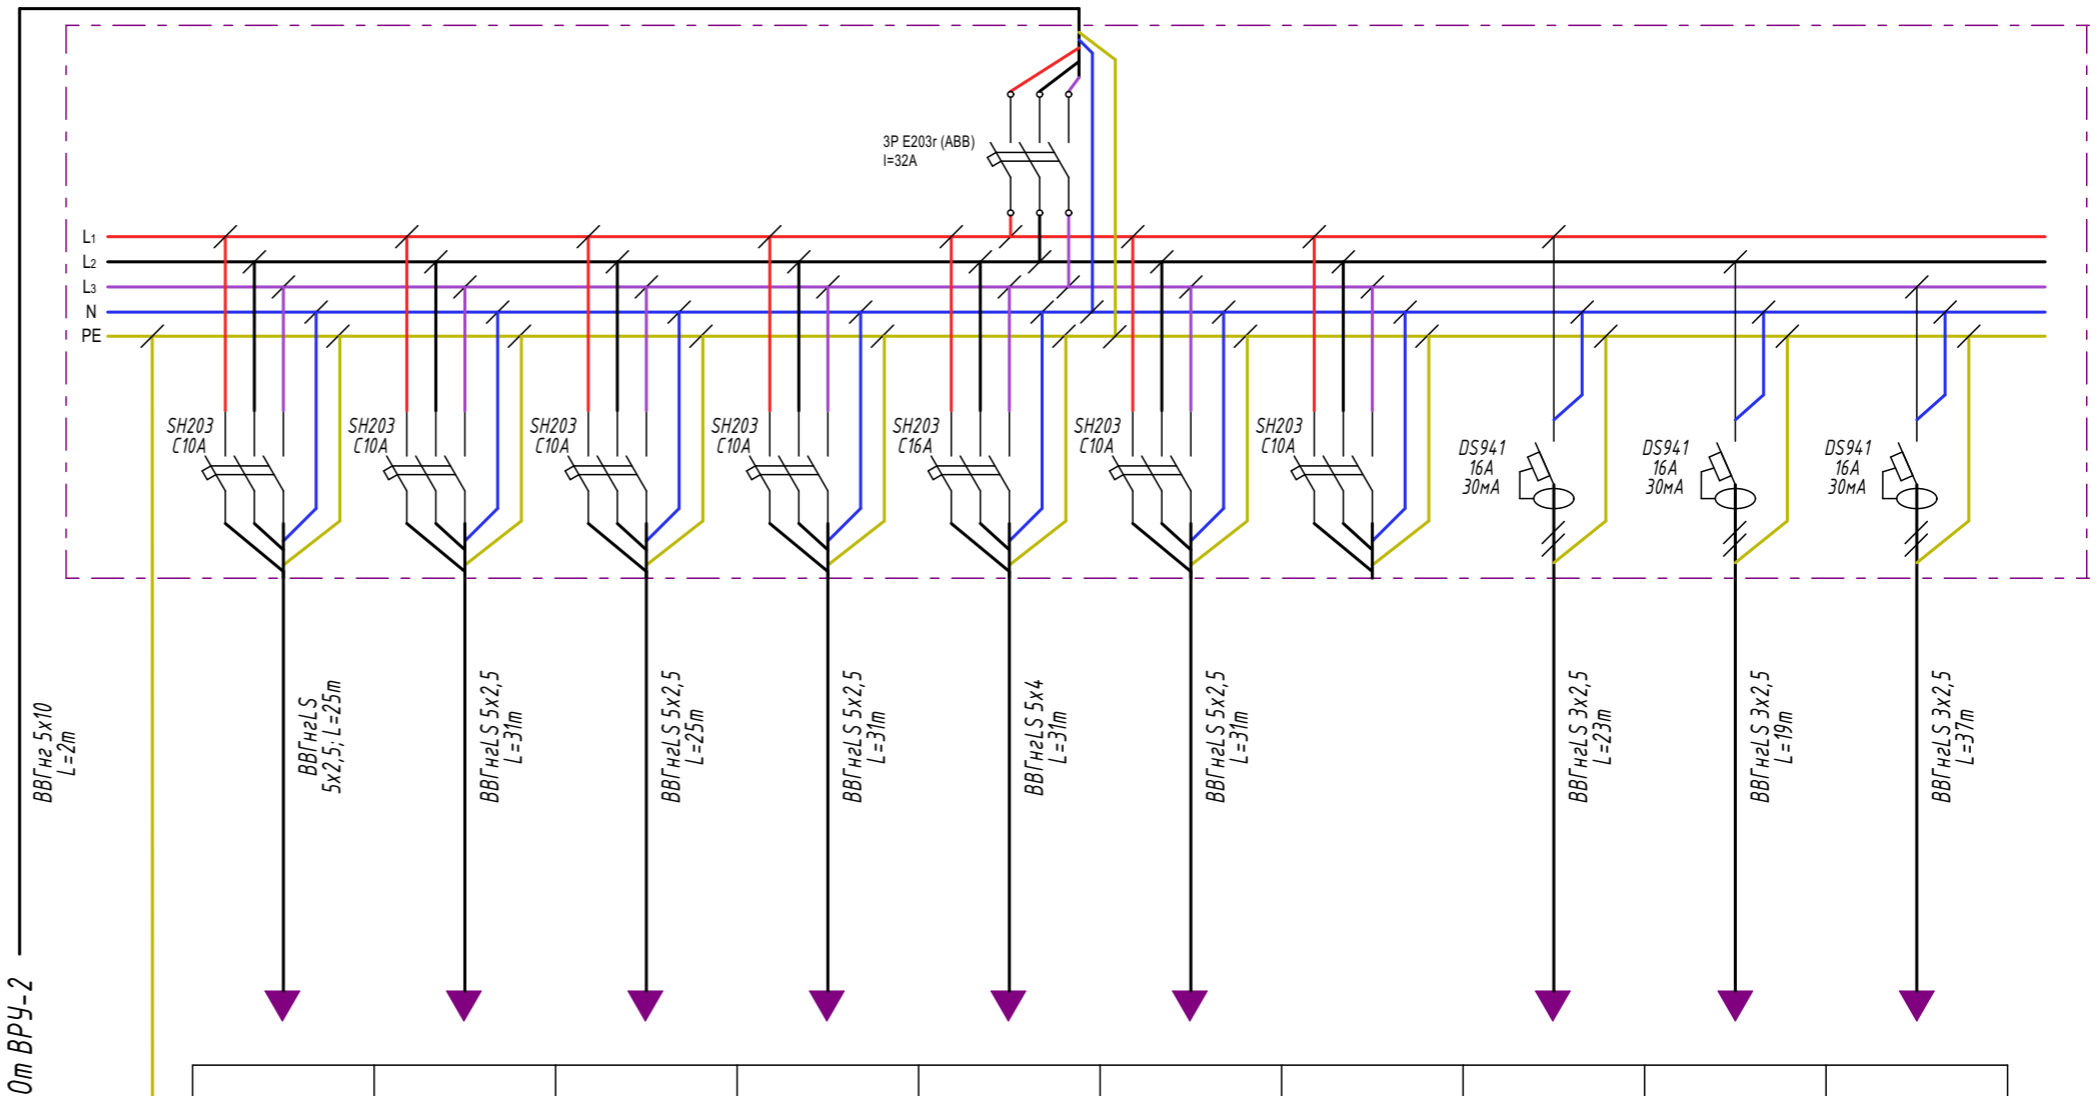 3P E203r (ABB)
I=32A
L1
L2
L3
N
PE
SH203
C10A
SH203
C10A
SH203
C10A
SH203
C10A
SH203
C16A
SH203
C10A
SH203
C10A
DS941
16A
30мА
DS941
16A
30мА
DS941
16A
30мА
От ВРУ-2
ВВГнг 5х10
L=2m
ВВГнгLS
5х2,5; L=25m
ВВГнгLS 5х2,5
L=31m
ВВГнгLS 5х2,5
L=25m
ВВГнгLS 5х2,5
L=31m
ВВГнгLS 5х4
L=31m
ВВГнгLS 5х2,5
L=31m
ВВГнгLS 3х2,5
L=23m
ВВГнгLS 3х2,5
L=19m
ВВГнгLS 3х2,5
L=37m